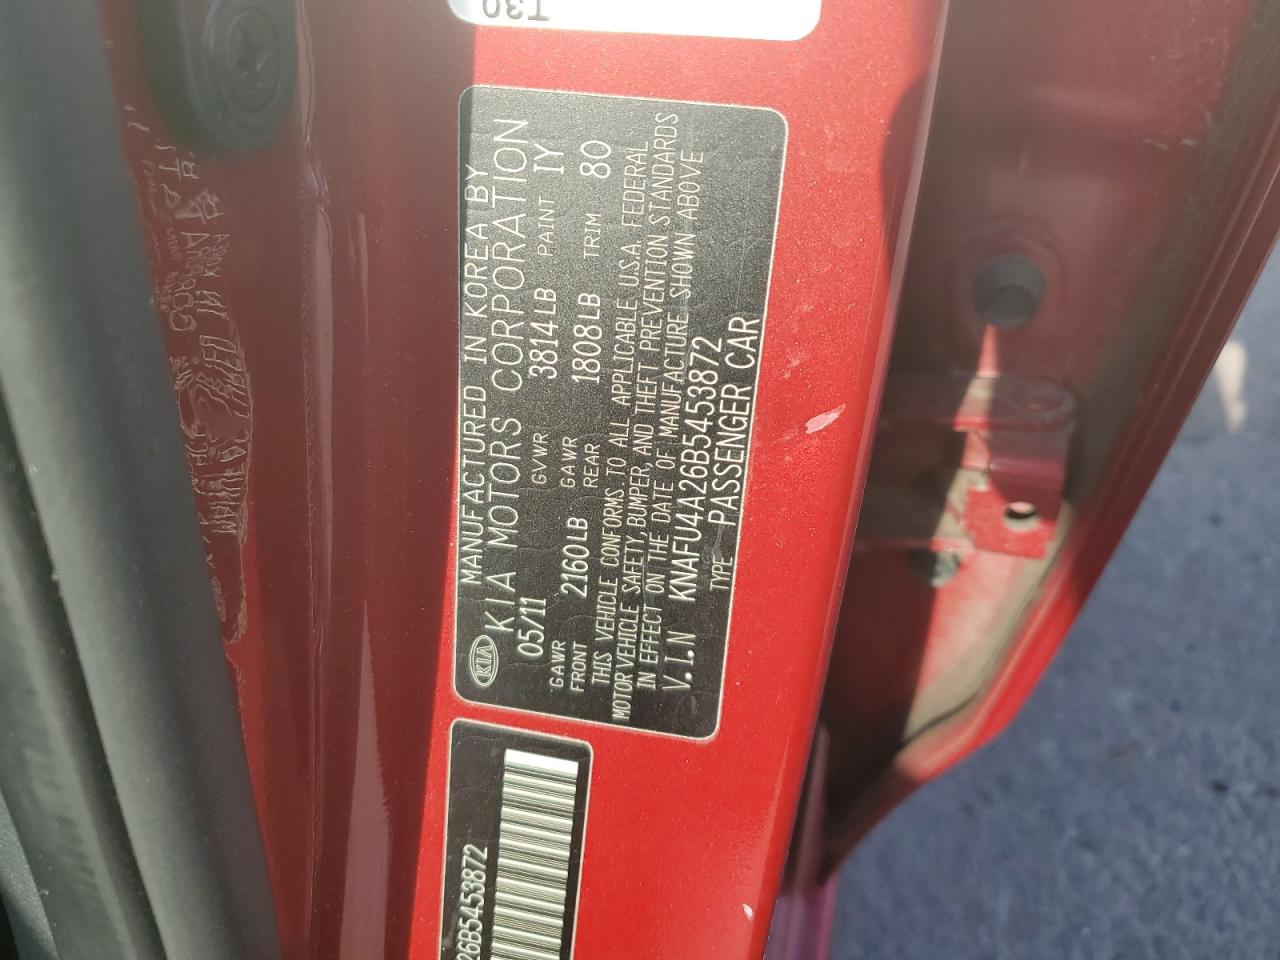 T30
MANUFACTURED IN KOREA BY
KIA KIA MOTORS CORPORATION
05/11 GVWR 3814LB PAINT IY
GAWR FRONT 2160LB GAWR REAR 1808LB TRIM 80
THIS VEHICLE CONFORMS TO ALL APPLICABLE U.S.A. FEDERAL
MOTOR VEHICLE SAFETY, BUMPER, AND THEFT PREVENTION STANDARDS
IN EFFECT ON THE DATE OF MANUFACTURE SHOWN ABOVE
V.I.N KNAFU4A26B5453872
TYPE PASSENGER CAR
26B5453872